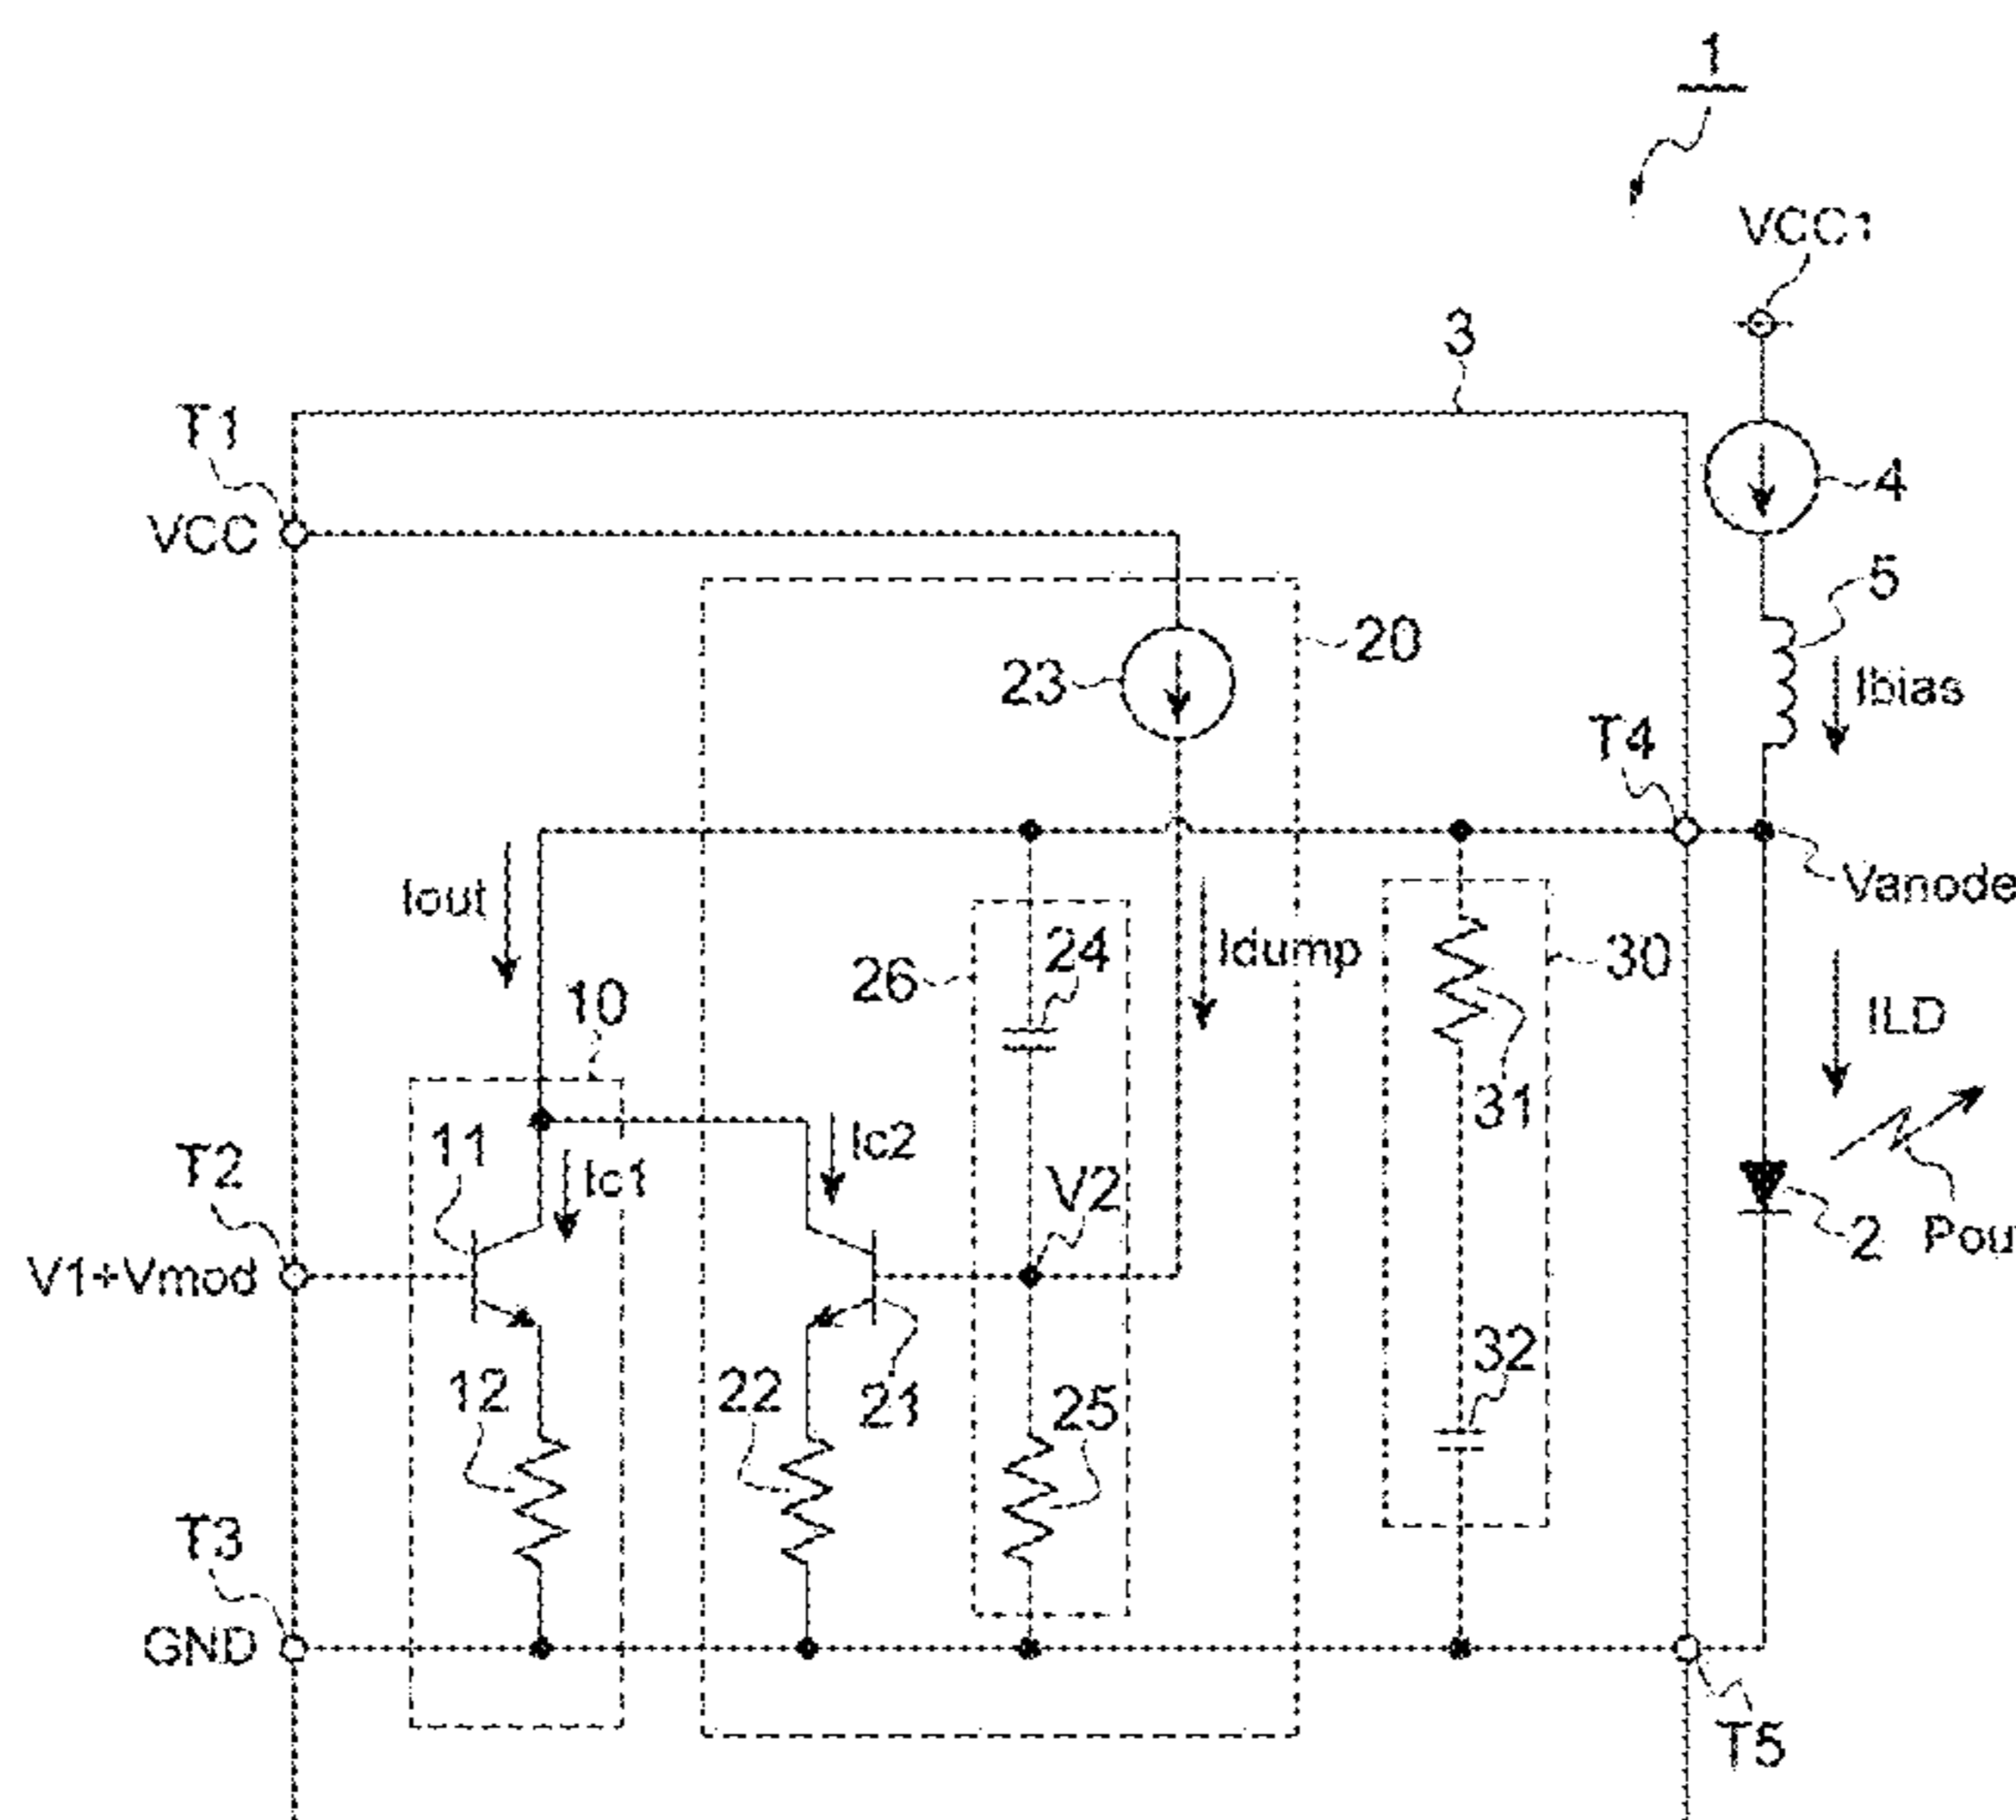 1
VCC1
3
T1
4
VCC
5
20
23
Ibias
T4
Iout
Vanode
24
26
Idump
30
10
ILD
31
11
Ic2
T2
Ic1
V2
V1+Vmod
2
Pou
32
12
22
21
25
T3
GND
T5